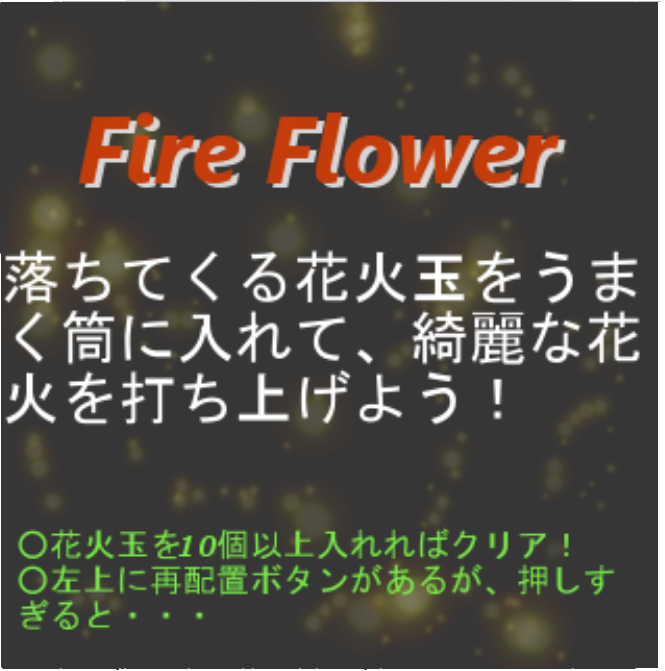 Fire Flower
落ちてくる花火玉をうま
く筒に入れて、綺麗な花
火を打ち上げよう！
〇花火玉を10個以上入れればクリア！
〇左上に再配置ボタンがあるが、押しす
ぎると・・・